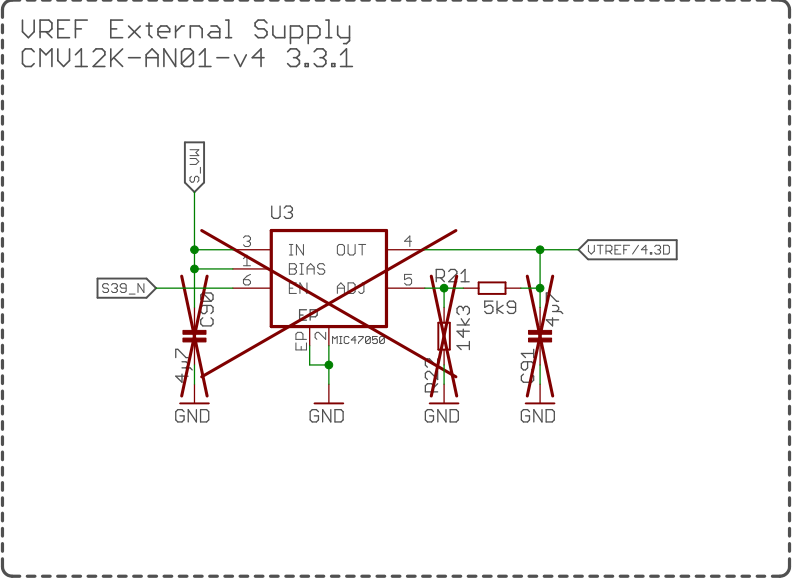 VREF External Supply
CMV12K-AN01-v4 3.3.1
S_VW
U3
3
IN
OUT
4
VTREF/4.3D
1
BIAS
S39_N
6
EN
ADJ
5
R21
5k9
C90
4µ7
EP
EP
2
MIC47050
14k3
R22
4µ7
C91
GND
GND
GND
GND